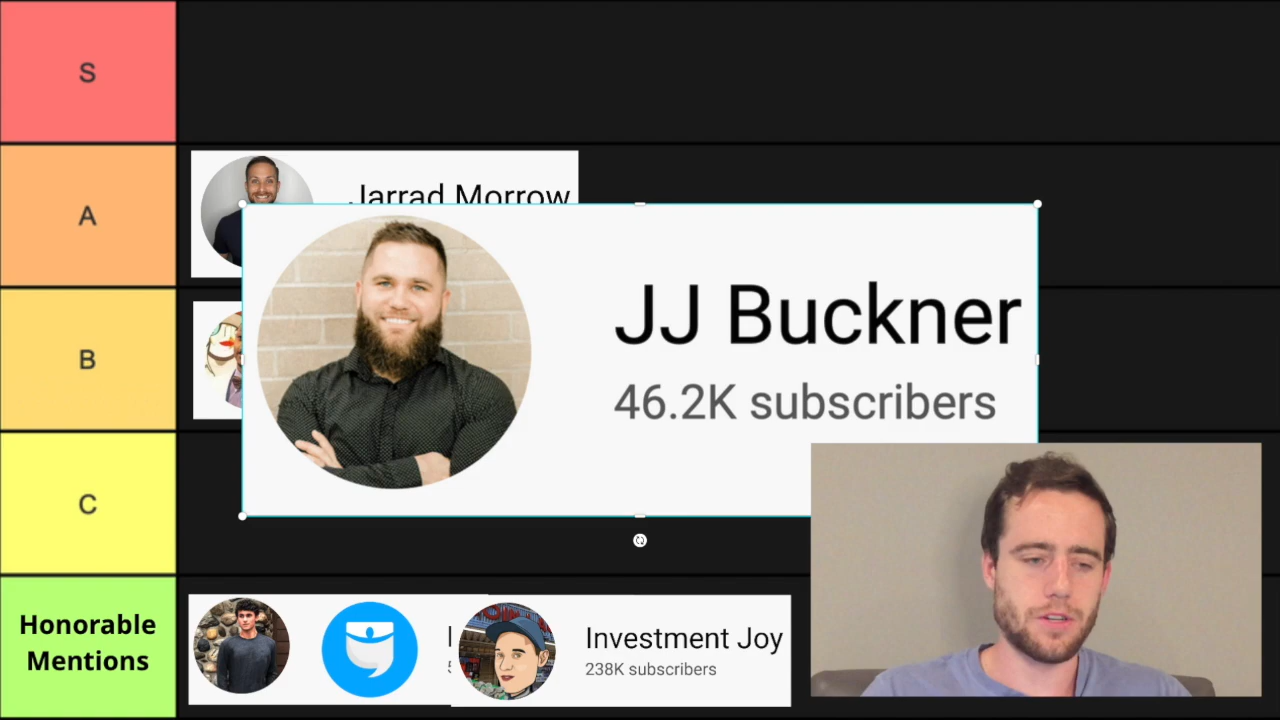 S
A
Jarrad Morrow
JJ Buckner
46.2K subscribers
B
C
Honorable
Mentions
Investment Joy
238K subscribers